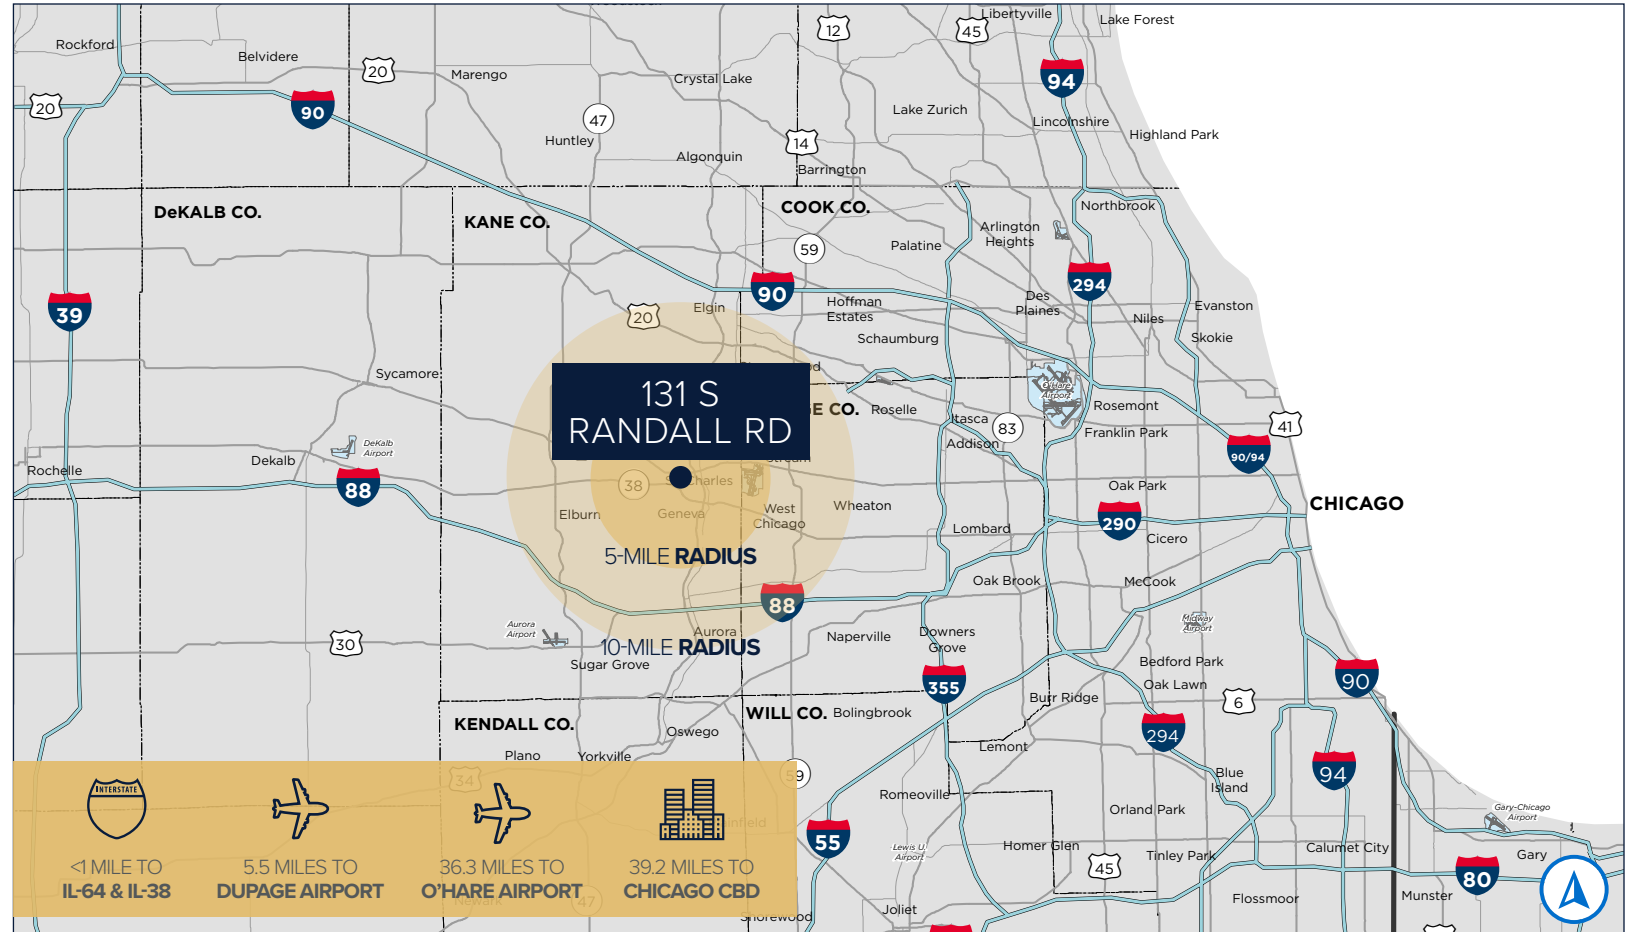 Libertyville
Lake Forest
12
45
Rockford
Belvidere
20
Marengo
Crystal Lake
94
20
90
47
Lake Zurich
Lincolnshire
Highland Park
Huntley
14
Algonquin
Barrington
DeKALB CO.
KANE CO.
COOK CO.
Northbrook
Arlington
Heights
59
Palatine
294
90
39
20
Elgin
Hoffman
Estates
Des
Plaines
Evanston
Niles
Schaumburg
Skokie
Sycamore
131 S
RANDALL RD
GE CO.
Roselle
O'Hare
Airport
Rosemont
Itasca
83
Addison
Franklin Park
41
90/94
DeKalb
Airport
Dekalb
Rochelle
88
38
Charles
Oak Park
CHICAGO
Elburn
Geneva
West
Chicago
Wheaton
Lombard
290
Cicero
5-MILE RADIUS
Oak Brook
McCook
88
Aurora
Airport
Aurora
Midway
Airport
Naperville
Downers
Grove
30
10-MILE RADIUS
Sugar Grove
Bedford Park
Oak Lawn
355
90
Burr Ridge
6
KENDALL CO.
WILL CO.
Bolingbrook
Oswego
294
Lemont
Plano
Yorkville
34
59
94
Blue
Island
Romeoville
Orland Park
Gary-Chicago
Airport
INTERSTATE
55
Lewis U.
Airport
Homer Glen
Tinley Park
Calumet City
Gary
45
80
<1 MILE TO
IL-64 & IL-38
5.5 MILES TO
DUPAGE AIRPORT
36.3 MILES TO
O'HARE AIRPORT
39.2 MILES TO
CHICAGO CBD
Newark
47
Flossmoor
Munster
Joliet
Shorewood